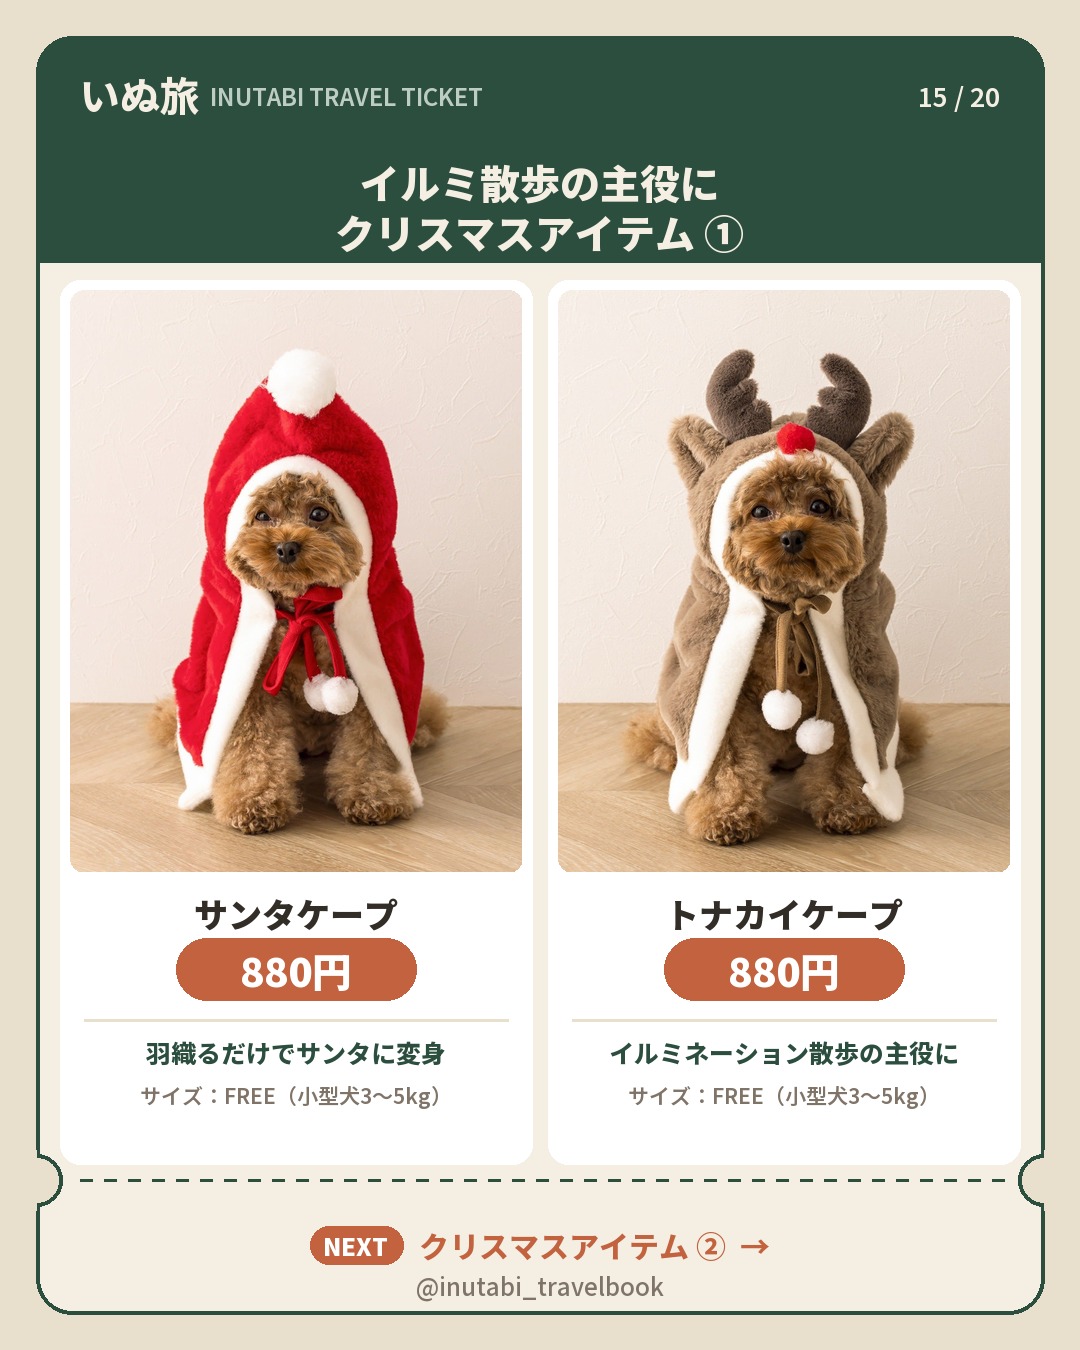 いぬ旅 INUTABI TRAVEL TICKET
15 / 20
イルミ散歩の主役に
クリスマスアイテム ①
サンタケープ
880円
羽織るだけでサンタに変身
サイズ：FREE（小型犬3〜5kg）
トナカイケープ
880円
イルミネーション散歩の主役に
サイズ：FREE（小型犬3〜5kg）
NEXT クリスマスアイテム ② →
@inutabi_travelbook